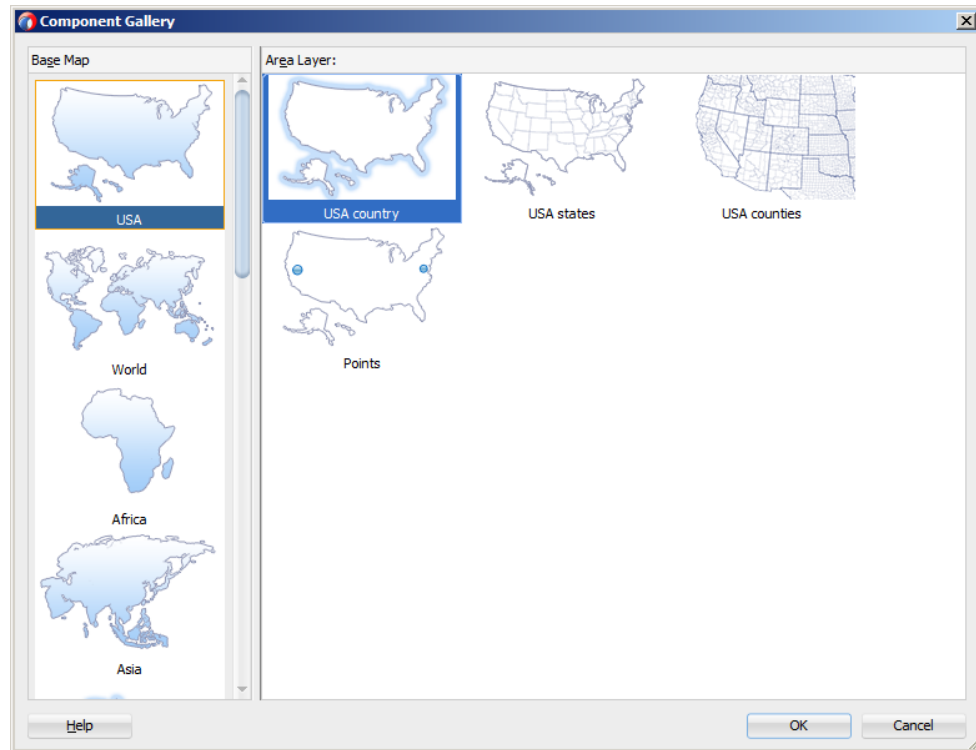 Component Gallery
Base Map
USA
World
Africa
Asia
Area Layer:
USA country
USA states
USA counties
Points
Help
OK
Cancel